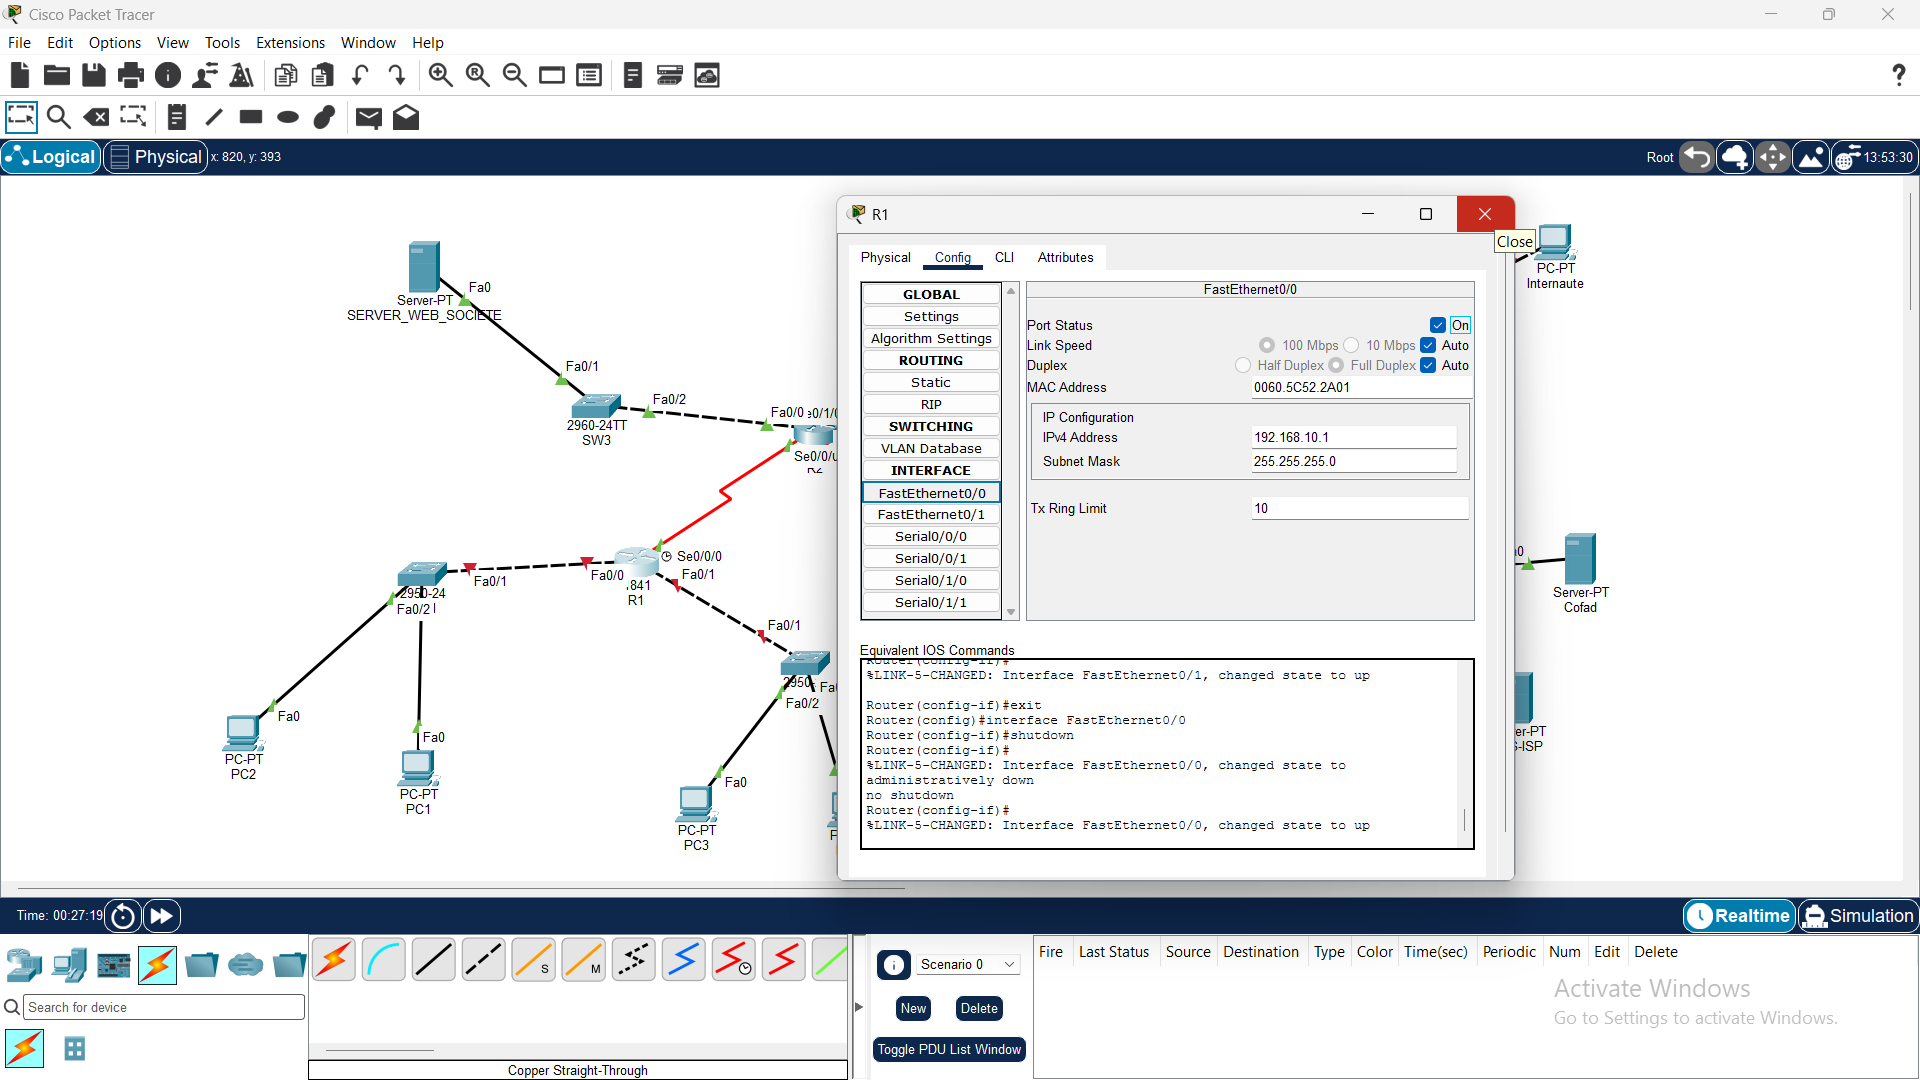 Cisco Packet Tracer
File Edit Options View Tools Extensions Window Help
Logical Physical x: 820, y: 393 Root 13:53:30
Server-PT
SERVER_WEB_SOCIETE
Fa0
Fa0/1
2960-24TT
SW3
Fa0/2
Fa0/0
Se0/0/
R2
Se0/0/0
Fa0/0
Fa0/1
R1
Fa0/1
2950-24
Fa0/2
Fa0/1
Fa0/2
Fa0
PC-PT
PC2
Fa0
PC-PT
PC1
Fa0
PC-PT
PC3
PC-PT
Internaute
Server-PT
Cofad
R1
Close
Physical Config CLI Attributes
GLOBAL
Settings
Algorithm Settings
ROUTING
Static
RIP
SWITCHING
VLAN Database
INTERFACE
FastEthernet0/0
FastEthernet0/1
Serial0/0/0
Serial0/0/1
Serial0/1/0
Serial0/1/1
FastEthernet0/0
Port Status On
Link Speed 100 Mbps 10 Mbps Auto
Duplex Half Duplex Full Duplex Auto
MAC Address 0060.5C52.2A01
IP Configuration
IPv4 Address 192.168.10.1
Subnet Mask 255.255.255.0
Tx Ring Limit 10
Equivalent IOS Commands
Router(config-if)#
%LINK-5-CHANGED: Interface FastEthernet0/1, changed state to up
Router(config-if)#exit
Router(config)#interface FastEthernet0/0
Router(config-if)#shutdown
Router(config-if)#
%LINK-5-CHANGED: Interface FastEthernet0/0, changed state to
administratively down
no shutdown
Router(config-if)#
%LINK-5-CHANGED: Interface FastEthernet0/0, changed state to up
Time: 00:27:19 Realtime Simulation
Search for device
S
M
Copper Straight-Through
Scenario 0
New Delete
Toggle PDU List Window
Fire Last Status Source Destination Type Color Time(sec) Periodic Num Edit Delete
Activate Windows
Go to Settings to activate Windows.